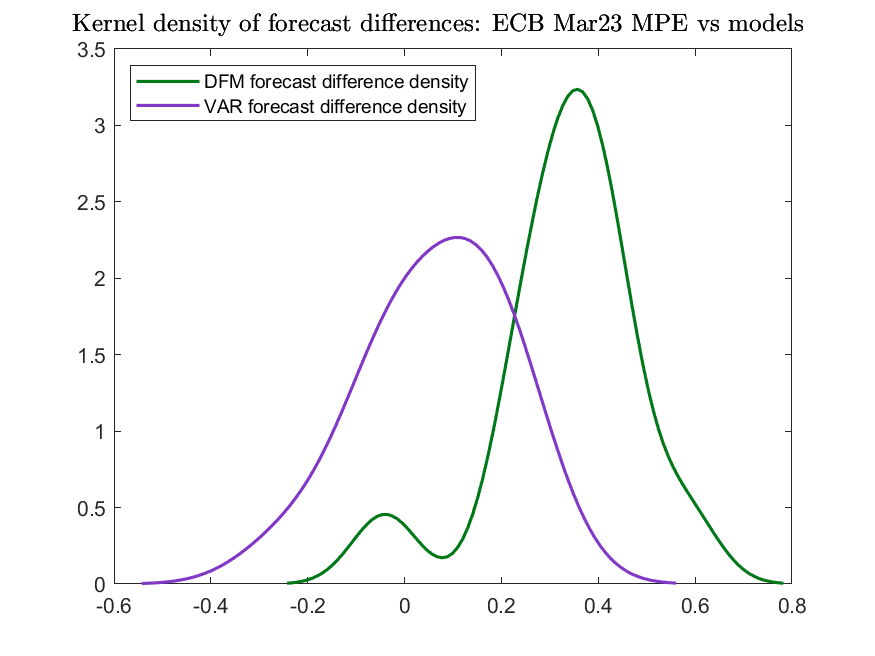 Kernel density of forecast differences: ECB Mar23 MPE vs models
3.5
DFM forecast difference density
VAR forecast difference density
3
2.5
2
1.5
1
0.5
0
-0.6 -0.4 -0.2 0 0.2 0.4 0.6 0.8